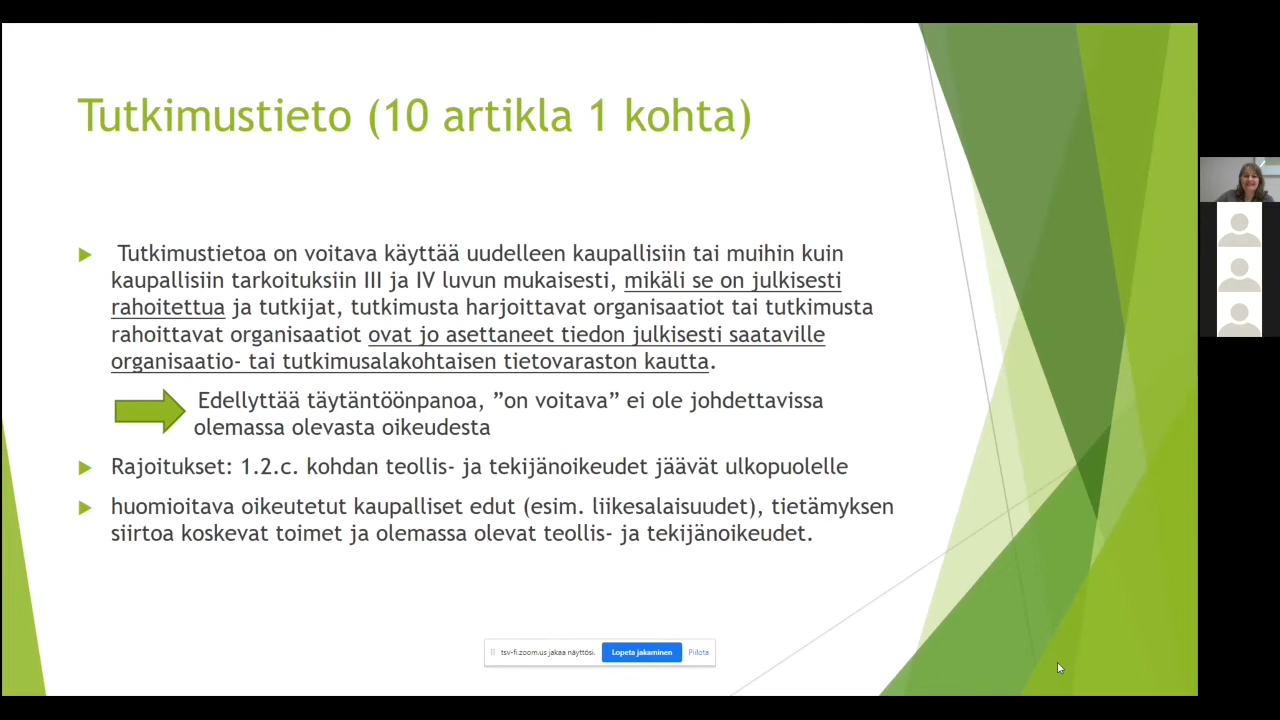 Tutkimustieto (10 artikla 1 kohta)
Tutkimustietoa on voitava käyttää uudelleen kaupallisiin tai muihin kuin
kaupallisiin tarkoituksiin III ja IV luvun mukaisesti, mikäli se on julkisesti
rahoitettua ja tutkijat, tutkimusta harjoittavat organisaatiot tai tutkimusta
rahoittavat organisaatiot ovat jo asettaneet tiedon julkisesti saataville
organisaatio- tai tutkimusalakohtaisen tietovaraston kautta.
Edellyttää täytäntöönpanoa, ”on voitava” ei ole johdettavissa
olemassa olevasta oikeudesta
Rajoitukset: 1.2.c. kohdan teollis- ja tekijänoikeudet jäävät ulkopuolelle
huomioitava oikeutetut kaupalliset edut (esim. liikesalaisuudet), tietämyksen
siirtoa koskevat toimet ja olemassa olevat teollis- ja tekijänoikeudet.
tsv-fi.zoom.us jakaa näyttösi. Lopeta jakaminen Piilota